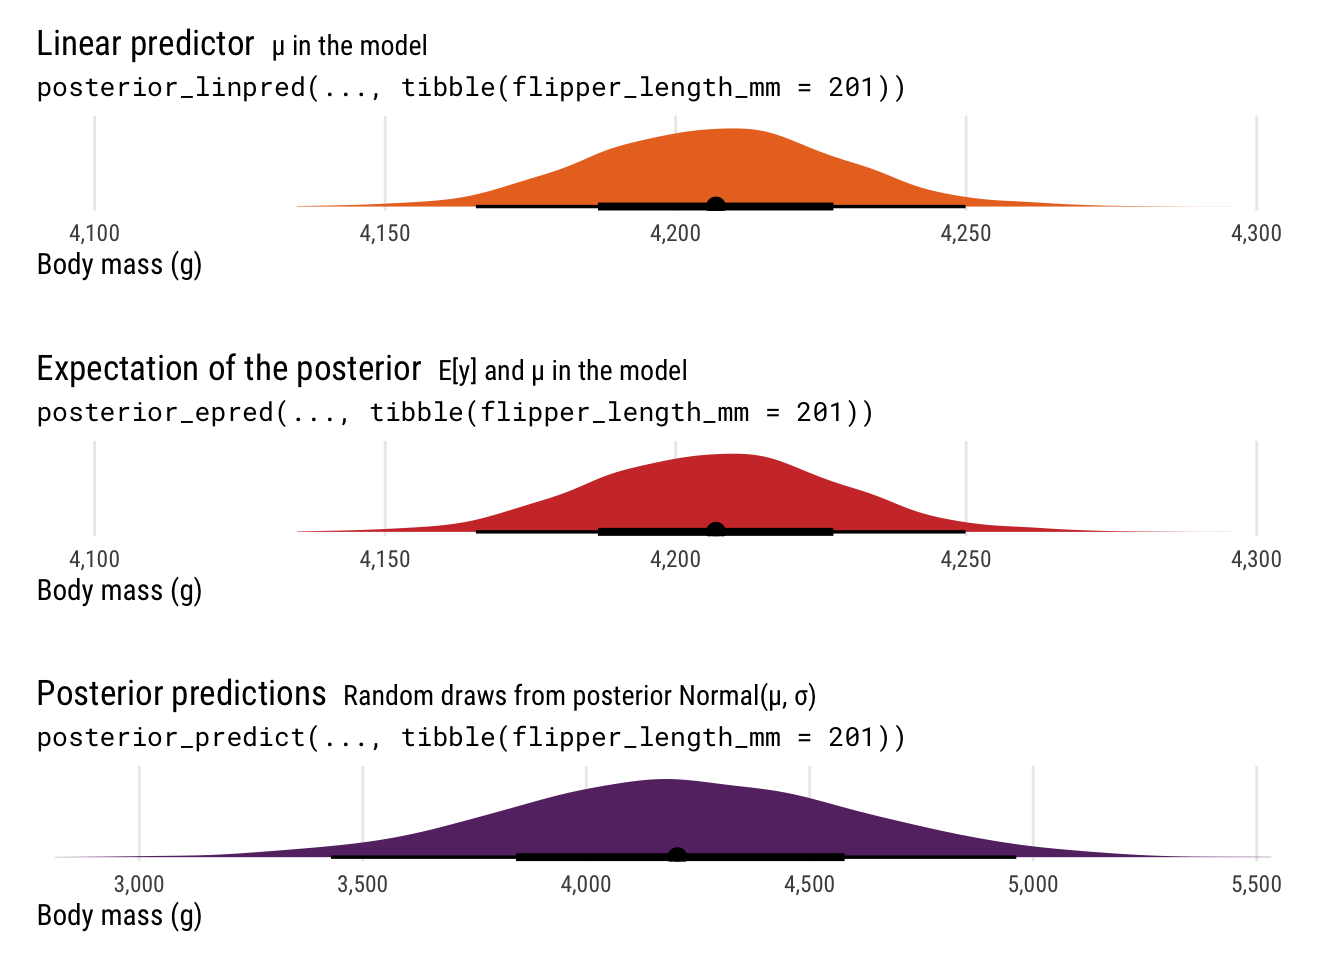 Linear predictor μ in the model
posterior_linpred(..., tibble(flipper_length_mm = 201))
4,100 4,150 4,200 4,250 4,300
Body mass (g)
Expectation of the posterior E[y] and μ in the model
posterior_epred(..., tibble(flipper_length_mm = 201))
4,100 4,150 4,200 4,250 4,300
Body mass (g)
Posterior predictions Random draws from posterior Normal(μ, σ)
posterior_predict(..., tibble(flipper_length_mm = 201))
3,000 3,500 4,000 4,500 5,000 5,500
Body mass (g)